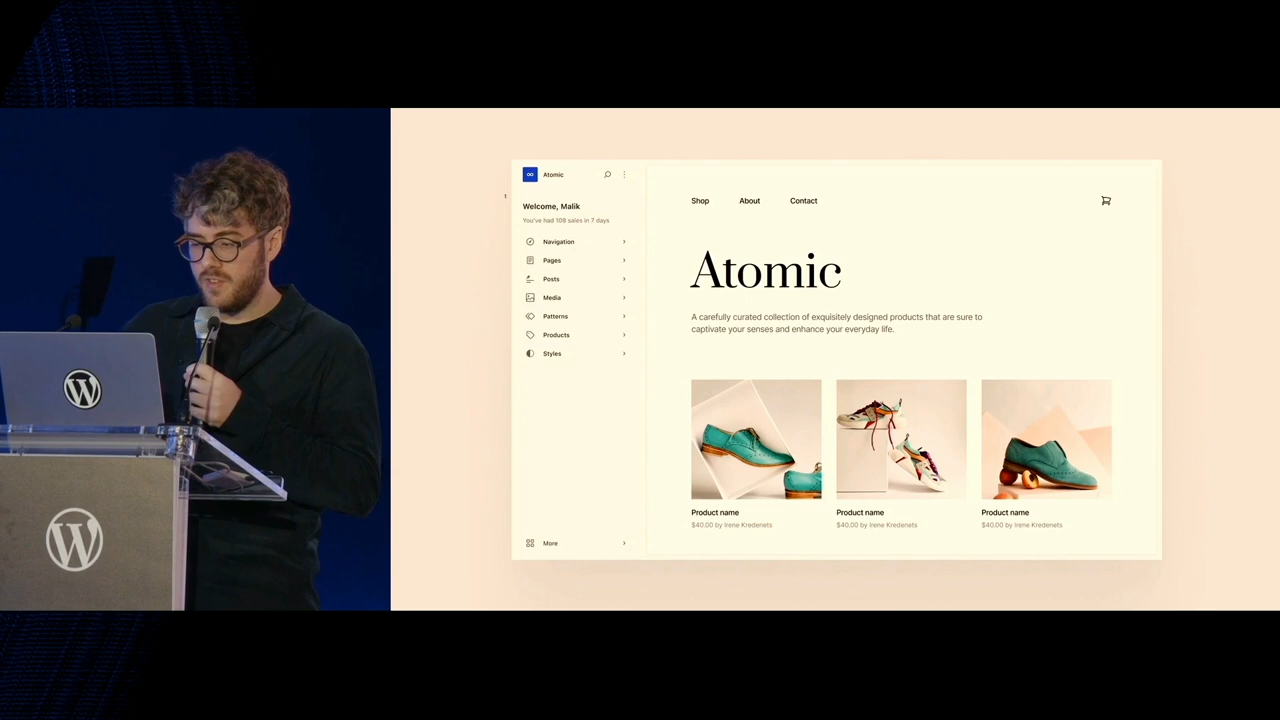 Atomic
1
Welcome, Malik
You've had 108 sales in 7 days
Navigation
Pages
Posts
Media
Patterns
Products
Styles
More
Shop
About
Contact
Atomic
A carefully curated collection of exquisitely designed products that are sure to
captivate your senses and enhance your everyday life.
Product name
$40.00 by Irene Kredenets
Product name
$40.00 by Irene Kredenets
Product name
$40.00 by Irene Kredenets
W
W